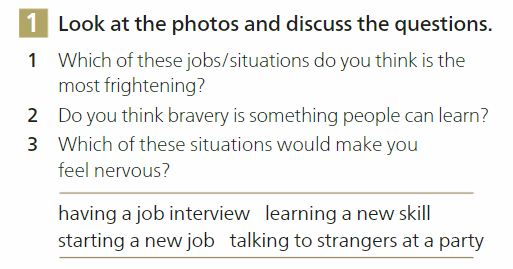 1 Look at the photos and discuss the questions.
1 Which of these jobs/situations do you think is the
most frightening?
2 Do you think bravery is something people can learn?
3 Which of these situations would make you
feel nervous?
having a job interview learning a new skill
starting a new job talking to strangers at a party